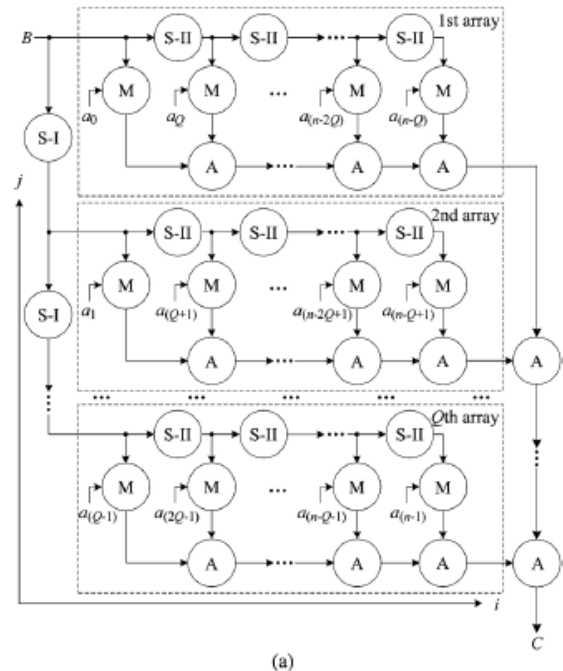 1st array
B S-II S-II ... S-II
M M ... M M
a0 aQ a(n-2Q) a(n-Q)
S-I
A ... A A
j
2nd array
S-II S-II ... S-II
M M ... M M
S-I
a1 a(Q+1) a(n-2Q+1) a(n-Q+1)
A ... A A A
... ... ... ... ...
Qth array
S-II S-II ... S-II
M M ... M M
a(Q-1) a(2Q-1) a(n-Q-1) a(n-1)
A ... A A A
i
C
(a)